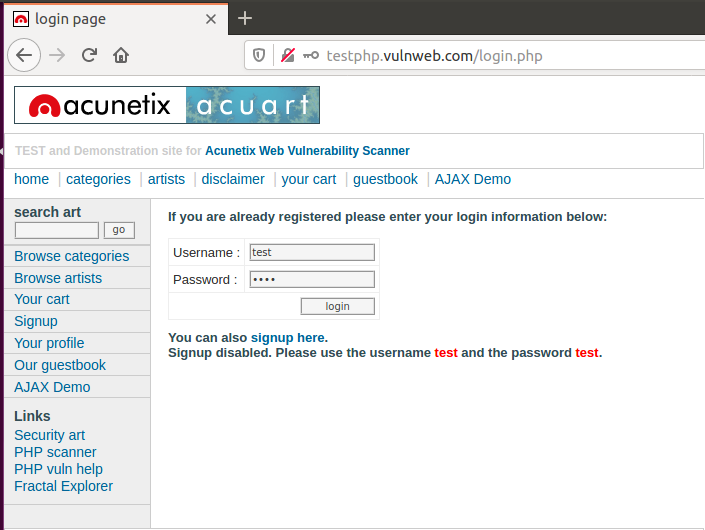 login page
testphp.vulnweb.com/login.php
acunetix acuart
TEST and Demonstration site for Acunetix Web Vulnerability Scanner
home | categories | artists | disclaimer | your cart | guestbook | AJAX Demo
search art
go
Browse categories
Browse artists
Your cart
Signup
Your profile
Our guestbook
AJAX Demo
Links
Security art
PHP scanner
PHP vuln help
Fractal Explorer
If you are already registered please enter your login information below:
Username : test
Password : ••••
login
You can also signup here.
Signup disabled. Please use the username test and the password test.